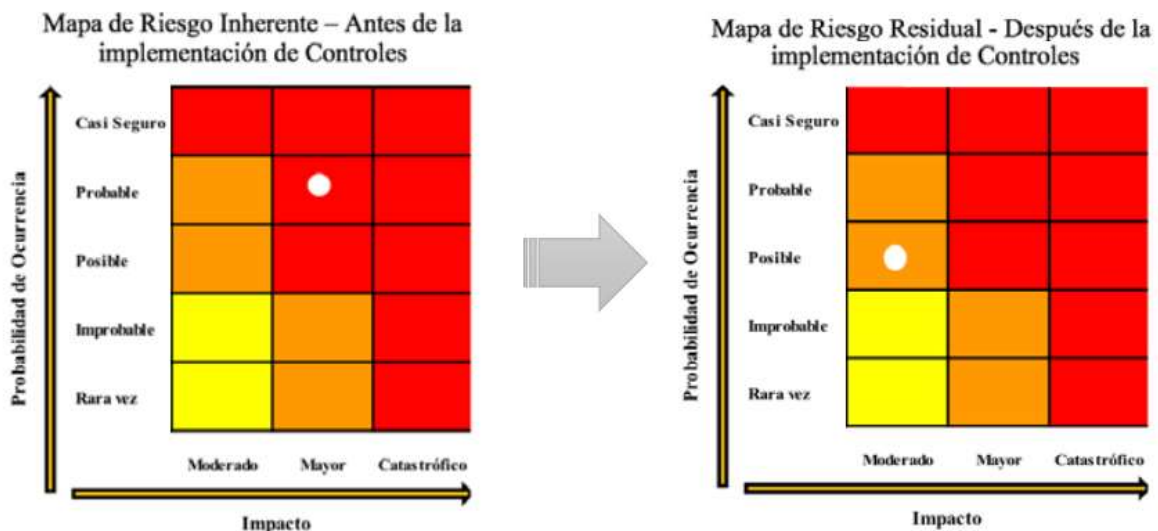 Mapa de Riesgo Inherente – Antes de la
implementación de Controles
Probabilidad de Ocurrencia
Casi Seguro
Probable
Posible
Improbable
Rara vez
Moderado
Mayor
Catastrófico
Impacto
Mapa de Riesgo Residual - Después de la
implementación de Controles
Probabilidad de Ocurrencia
Casi Seguro
Probable
Posible
Improbable
Rara vez
Moderado
Mayor
Catastrófico
Impacto